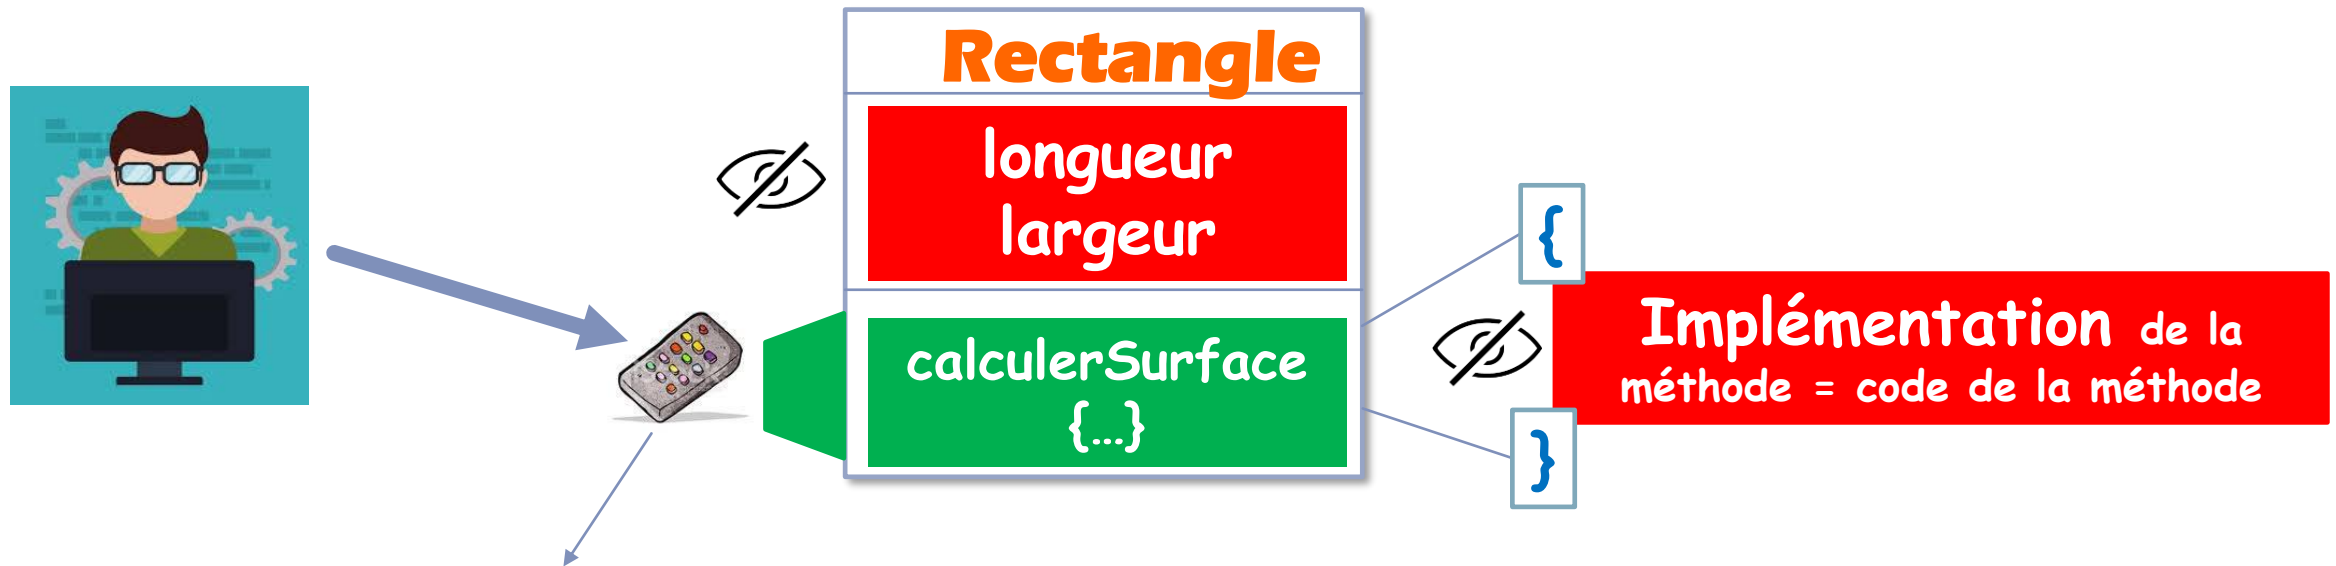 Rectangle
longueur
largeur
calculerSurface
{...}
{
Implémentation de la
méthode = code de la méthode
}